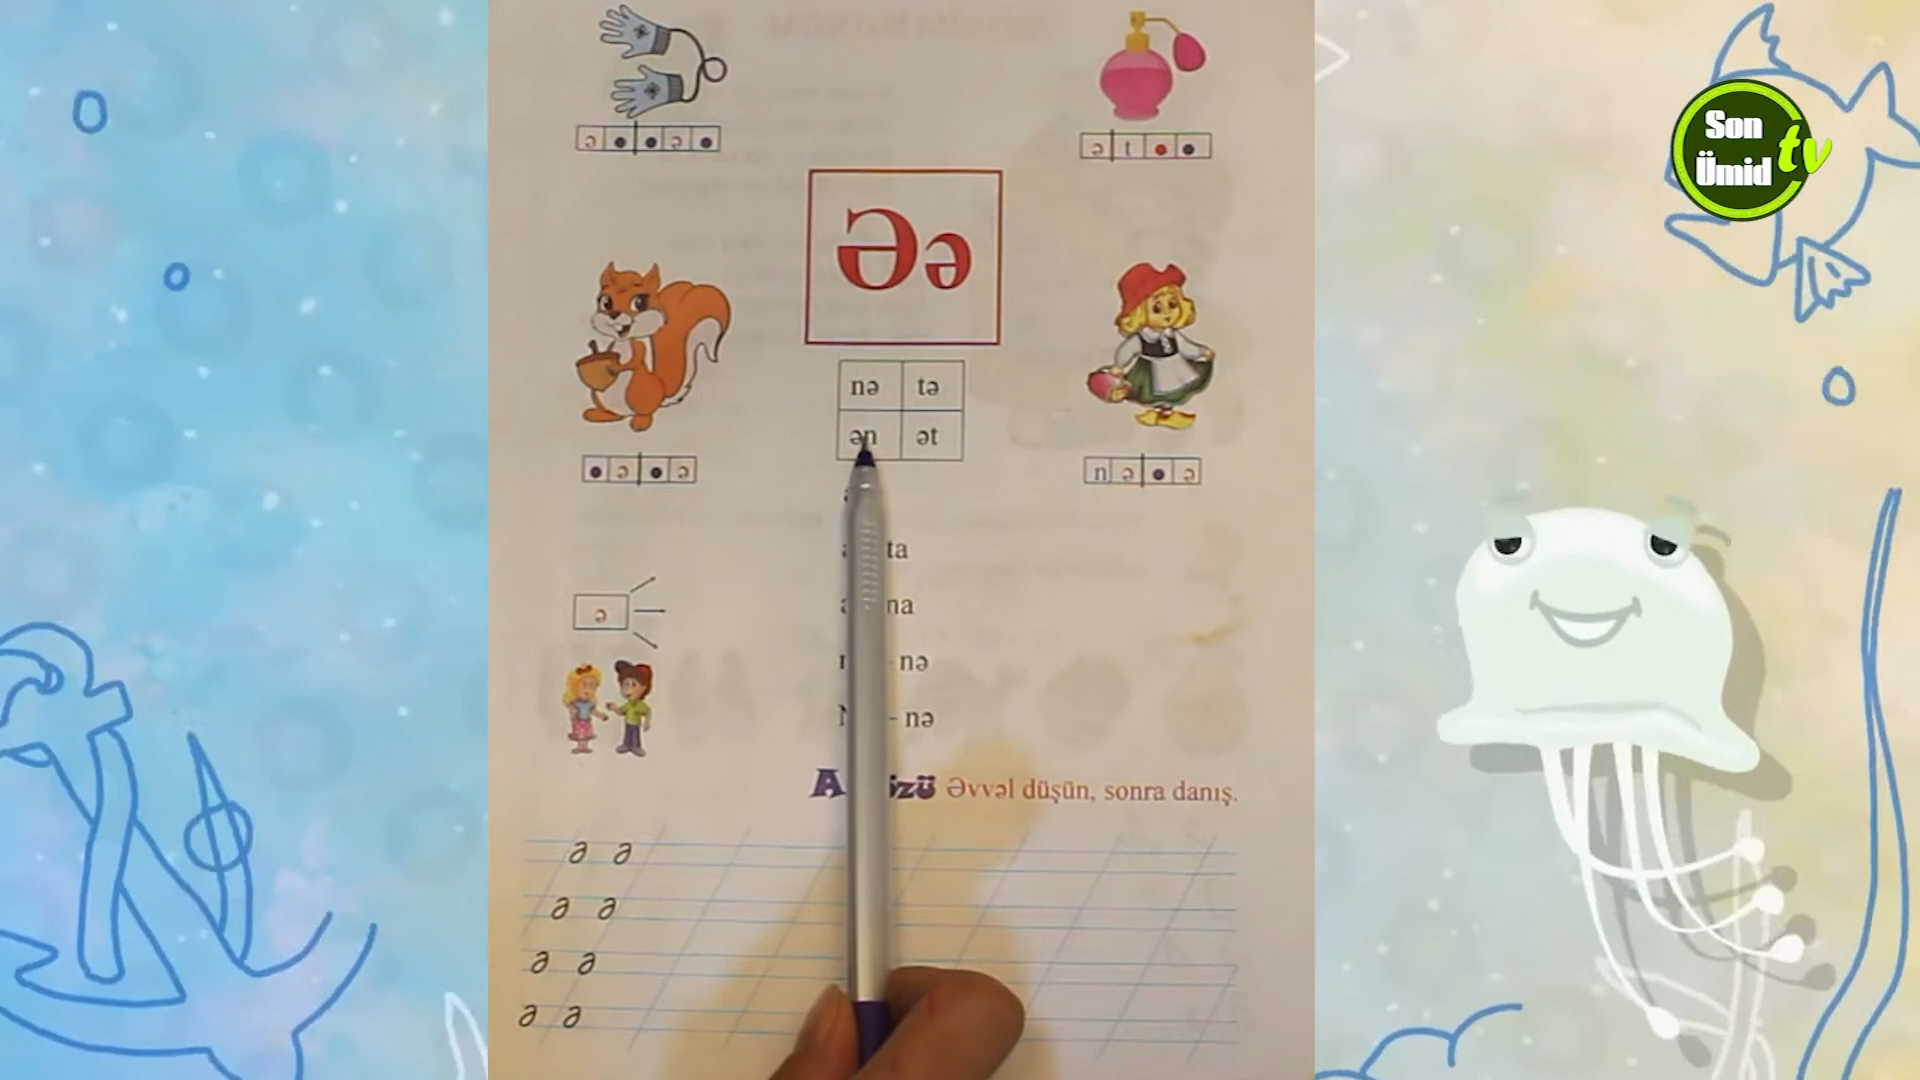 Son
Ümid tv
ə ə
ə t
Əə
nə tə
ən ət
ə ə
n ə ə
ta
na
ə
- nə
- nə
Əvvəl düşün, sonra danış.
ə ə
ə ə
ə ə
ə ə